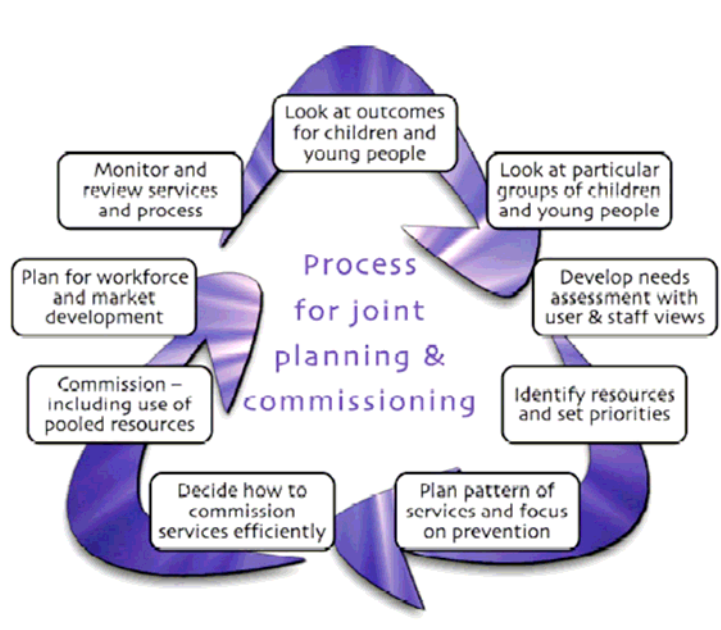 Look at outcomes
for children and
young people
Look at particular
groups of children
and young people
Develop needs
assessment with
user & staff views
Identify resources
and set priorities
Plan pattern of
services and focus
on prevention
Decide how to
commission
services efficiently
Commission –
including use of
pooled resources
Plan for workforce
and market
development
Monitor and
review services
and process
Process
for joint
planning &
commissioning